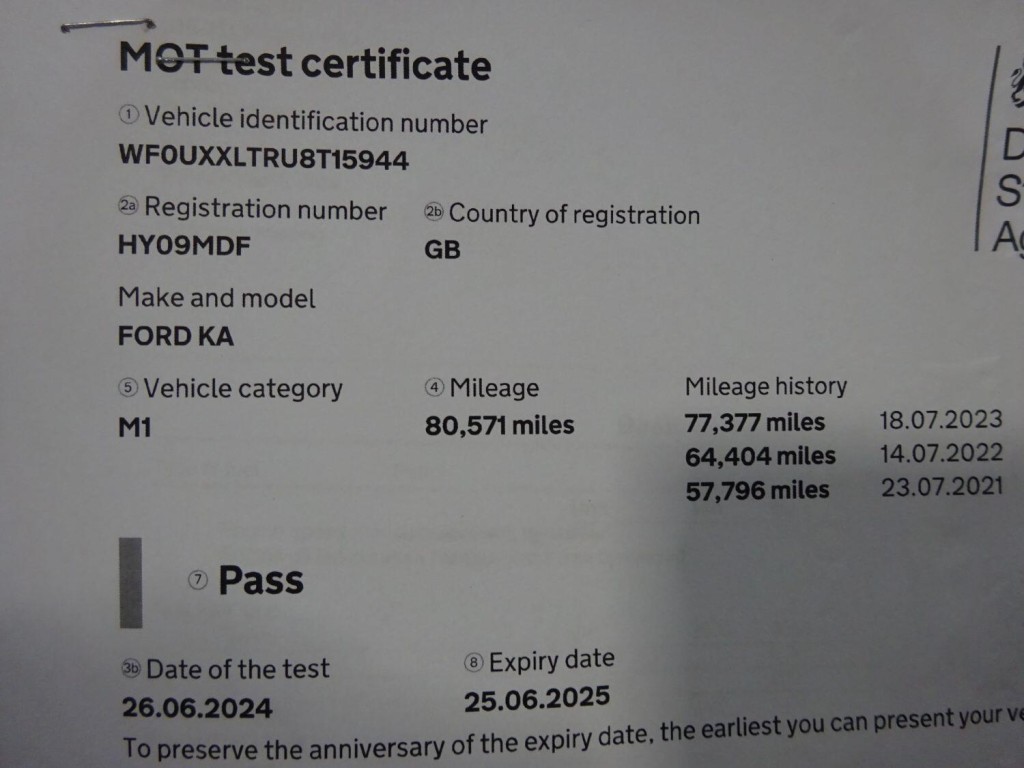 MOT test certificate
① Vehicle identification number
WF0UXXLTRU8T15944
2a Registration number
2b Country of registration
HY09MDF
GB
Make and model
FORD KA
⑤ Vehicle category
④ Mileage
Mileage history
M1
80,571 miles
77,377 miles 18.07.2023
64,404 miles 14.07.2022
57,796 miles 23.07.2021
⑦ Pass
3b Date of the test
⑧ Expiry date
26.06.2024
25.06.2025
To preserve the anniversary of the expiry date, the earliest you can present your